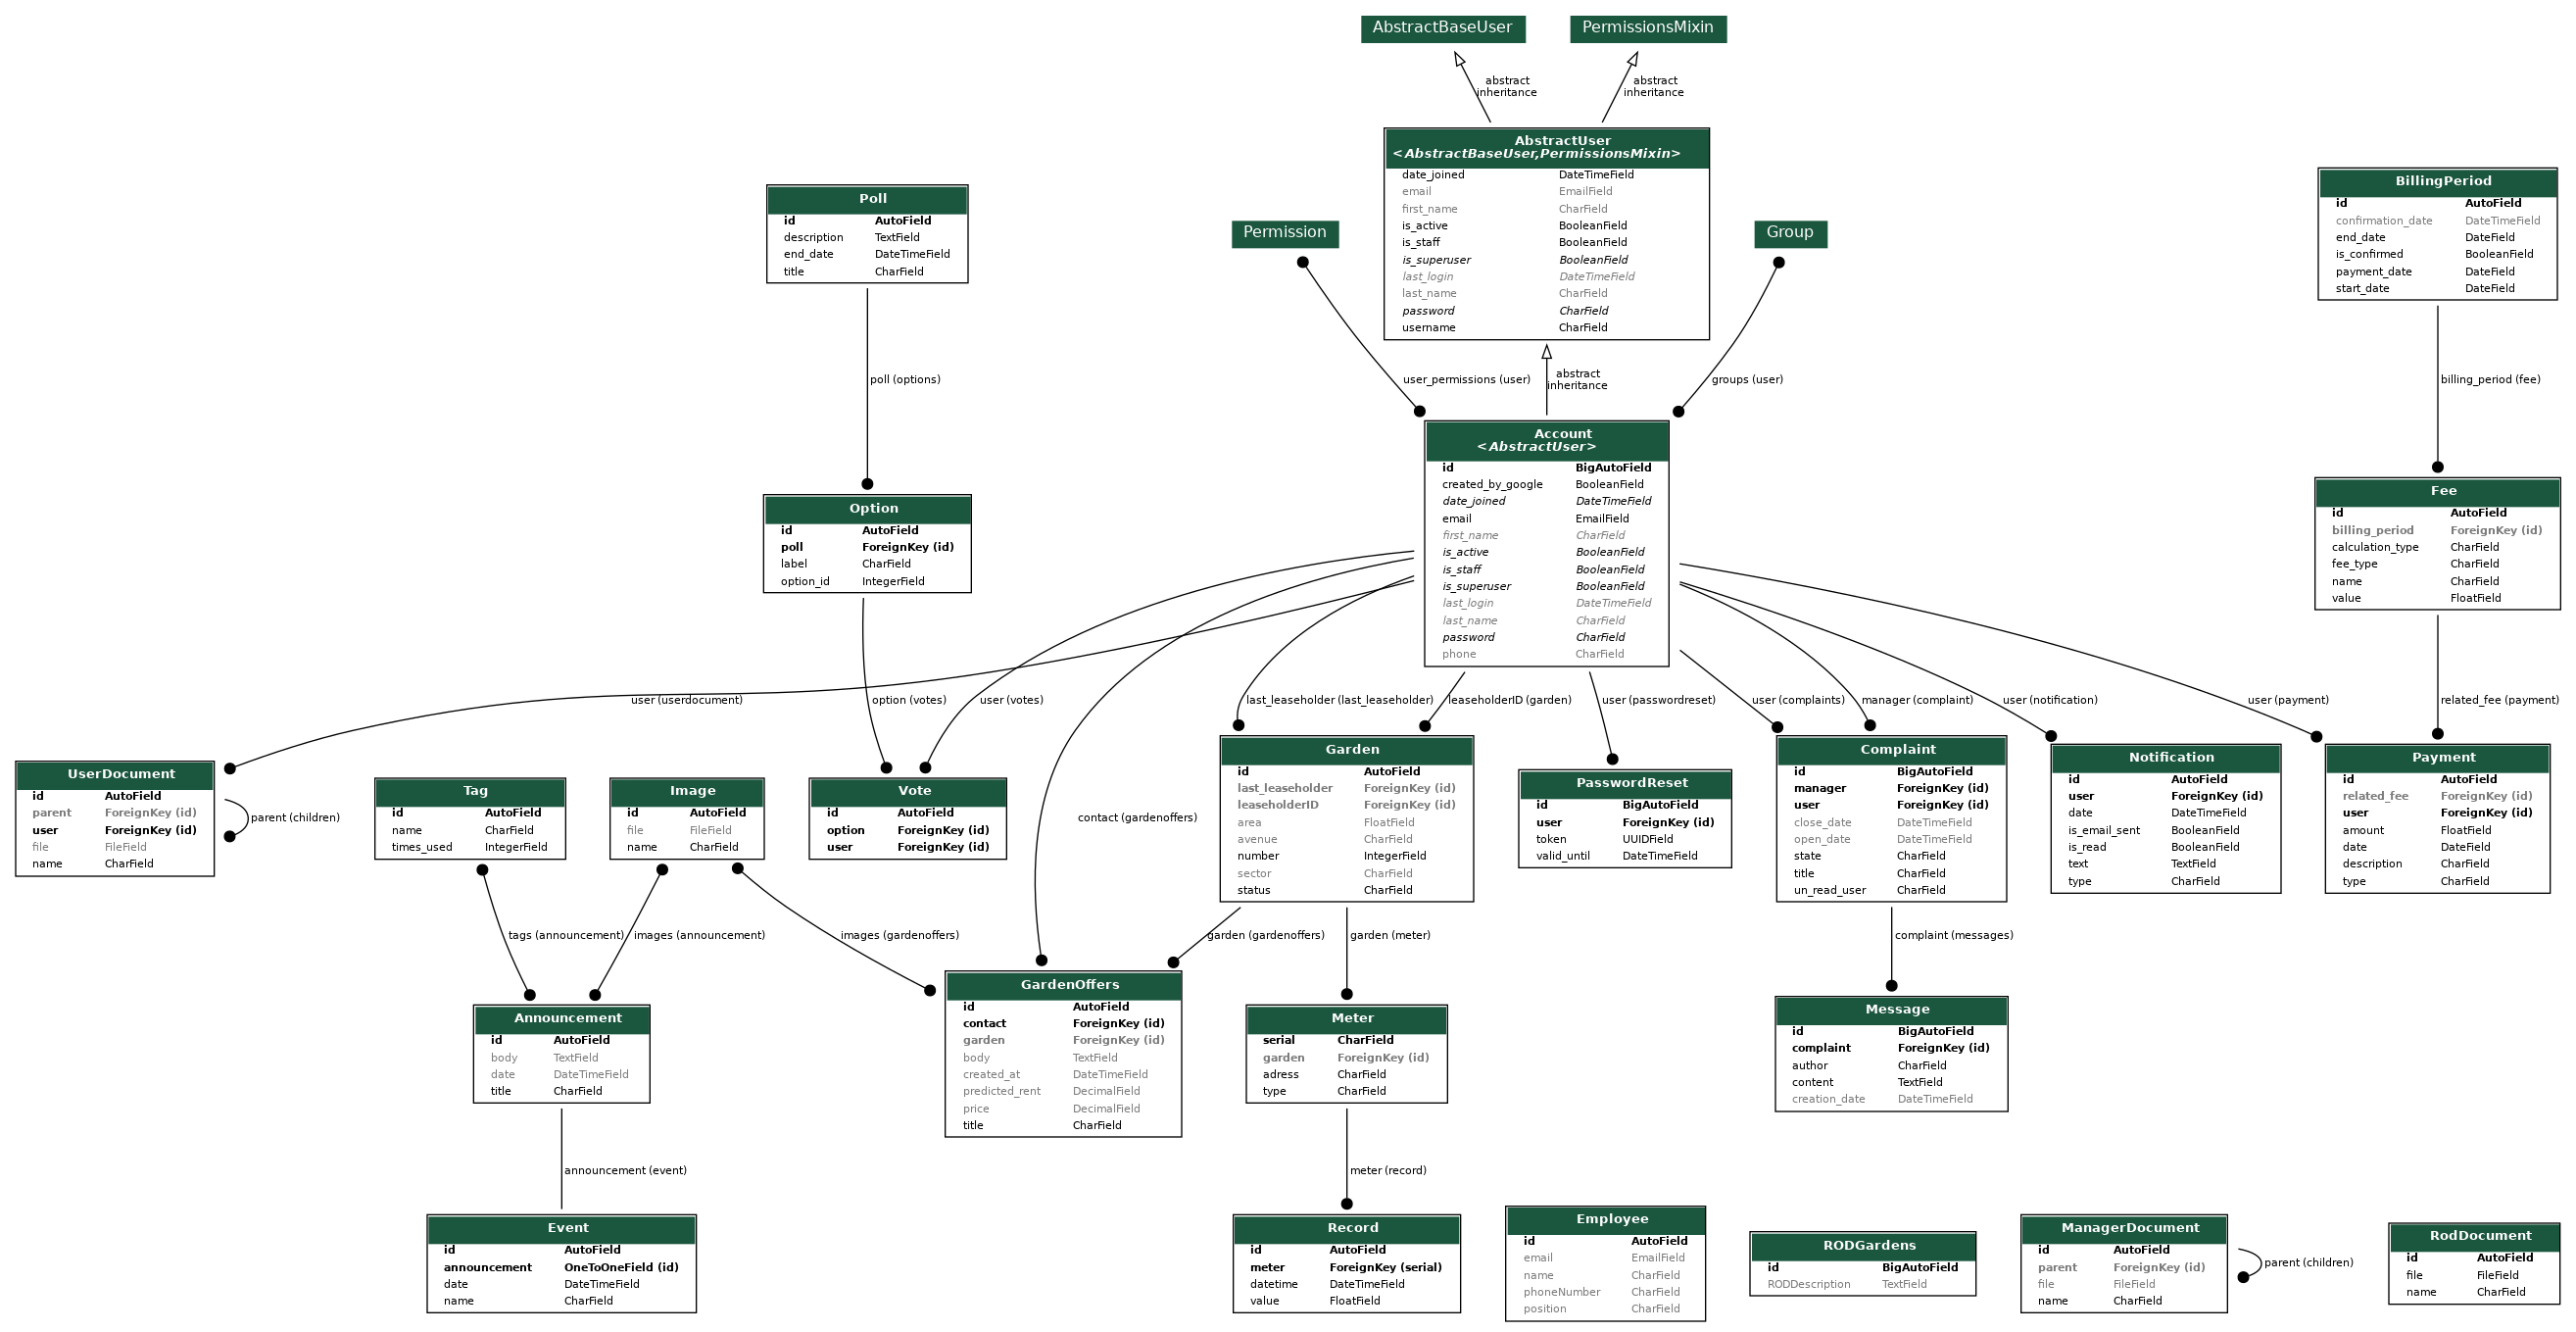 AbstractBaseUser
PermissionsMixin
abstract
inheritance
abstract
inheritance
AbstractUser
<AbstractBaseUser,PermissionsMixin>
date_joined DateTimeField
email EmailField
first_name CharField
is_active BooleanField
is_staff BooleanField
is_superuser BooleanField
last_login DateTimeField
last_name CharField
password CharField
username CharField
Poll
id AutoField
description TextField
end_date DateTimeField
title CharField
Permission
Group
BillingPeriod
id AutoField
confirmation_date DateTimeField
end_date DateField
is_confirmed BooleanField
payment_date DateField
start_date DateField
poll (options)
user_permissions (user)
abstract
inheritance
groups (user)
billing_period (fee)
Account
<AbstractUser>
id BigAutoField
created_by_google BooleanField
date_joined DateTimeField
email EmailField
first_name CharField
is_active BooleanField
is_staff BooleanField
is_superuser BooleanField
last_login DateTimeField
last_name CharField
password CharField
phone CharField
Option
id AutoField
poll ForeignKey (id)
label CharField
option_id IntegerField
Fee
id AutoField
billing_period ForeignKey (id)
calculation_type CharField
fee_type CharField
name CharField
value FloatField
user (userdocument)
option (votes)
user (votes)
last_leaseholder (last_leaseholder)
leaseholderID (garden)
user (passwordreset)
user (complaints)
manager (complaint)
user (notification)
user (payment)
related_fee (payment)
UserDocument
id AutoField
parent ForeignKey (id)
user ForeignKey (id)
file FileField
name CharField
parent (children)
Tag
id AutoField
name CharField
times_used IntegerField
Image
id AutoField
file FileField
name CharField
Vote
id AutoField
option ForeignKey (id)
user ForeignKey (id)
contact (gardenoffers)
Garden
id AutoField
last_leaseholder ForeignKey (id)
leaseholderID ForeignKey (id)
area FloatField
avenue CharField
number IntegerField
sector CharField
status CharField
PasswordReset
id BigAutoField
user ForeignKey (id)
token UUIDField
valid_until DateTimeField
Complaint
id BigAutoField
manager ForeignKey (id)
user ForeignKey (id)
close_date DateTimeField
open_date DateTimeField
state CharField
title CharField
un_read_user CharField
Notification
id AutoField
user ForeignKey (id)
date DateTimeField
is_email_sent BooleanField
is_read BooleanField
text TextField
type CharField
Payment
id AutoField
related_fee ForeignKey (id)
user ForeignKey (id)
amount FloatField
date DateField
description CharField
type CharField
tags (announcement)
images (announcement)
images (gardenoffers)
garden (gardenoffers)
garden (meter)
complaint (messages)
Announcement
id AutoField
body TextField
date DateTimeField
title CharField
GardenOffers
id AutoField
contact ForeignKey (id)
garden ForeignKey (id)
body TextField
created_at DateTimeField
predicted_rent DecimalField
price DecimalField
title CharField
Meter
serial CharField
garden ForeignKey (id)
adress CharField
type CharField
Message
id BigAutoField
complaint ForeignKey (id)
author CharField
content TextField
creation_date DateTimeField
announcement (event)
meter (record)
Event
id AutoField
announcement OneToOneField (id)
date DateTimeField
name CharField
Record
id AutoField
meter ForeignKey (serial)
datetime DateTimeField
value FloatField
Employee
id AutoField
email EmailField
name CharField
phoneNumber CharField
position CharField
RODGardens
id BigAutoField
RODDescription TextField
ManagerDocument
id AutoField
parent ForeignKey (id)
file FileField
name CharField
parent (children)
RodDocument
id AutoField
file FileField
name CharField